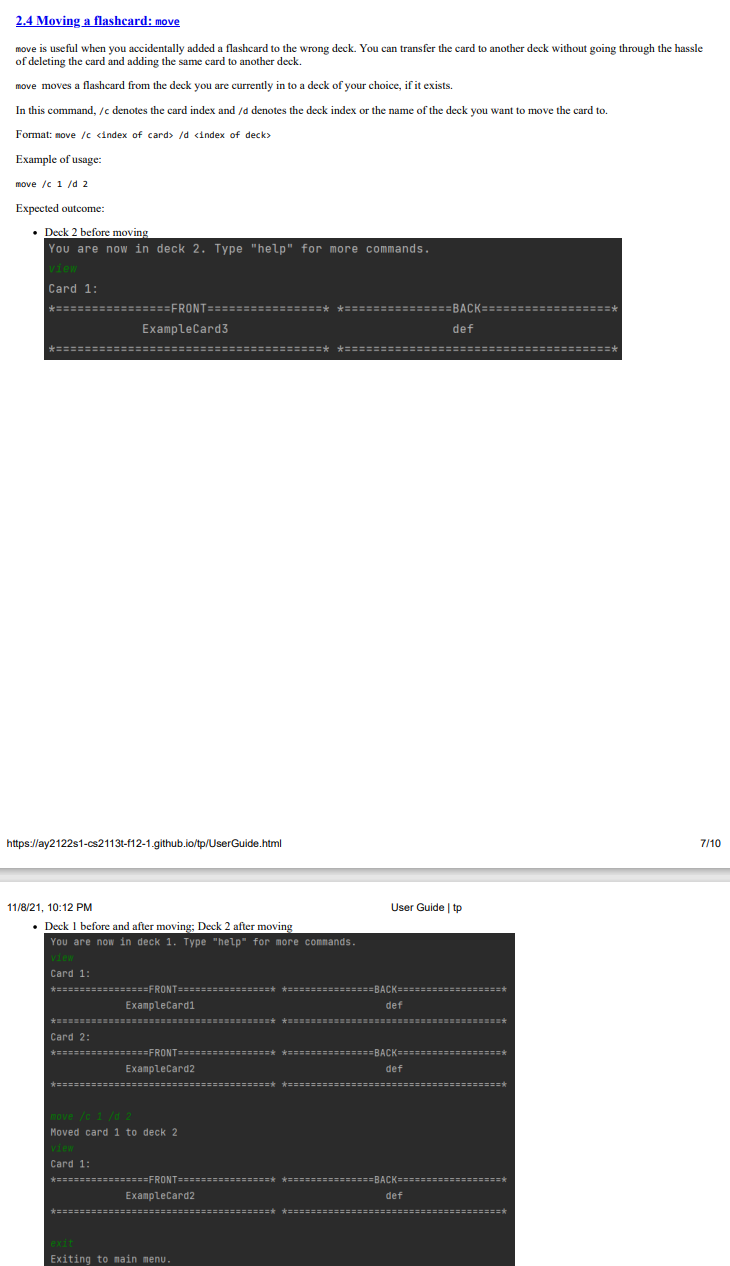 2.4 Moving a flashcard: move
move is useful when you accidentally added a flashcard to the wrong deck. You can transfer the card to another deck without going through the hassle
of deleting the card and adding the same card to another deck.
move moves a flashcard from the deck you are currently in to a deck of your choice, if it exists.
In this command, /c denotes the card index and /d denotes the deck index or the name of the deck you want to move the card to.
Format: move /c <index of card> /d <index of deck>
Example of usage:
move /c 1 /d 2
Expected outcome:
• Deck 2 before moving
You are now in deck 2. Type "help" for more commands.
view
Card 1:
*================FRONT================* *===============BACK==================*
ExampleCard3 def
*=====================================* *=====================================*
https://ay2122s1-cs2113t-f12-1.github.io/tp/UserGuide.html 7/10
11/8/21, 10:12 PM User Guide | tp
• Deck 1 before and after moving; Deck 2 after moving
You are now in deck 1. Type "help" for more commands.
view
Card 1:
*================FRONT================* *===============BACK==================*
ExampleCard1 def
*=====================================* *=====================================*
Card 2:
*================FRONT================* *===============BACK==================*
ExampleCard2 def
*=====================================* *=====================================*
move /c 1 /d 2
Moved card 1 to deck 2
view
Card 1:
*================FRONT================* *===============BACK==================*
ExampleCard2 def
*=====================================* *=====================================*
exit
Exiting to main menu.